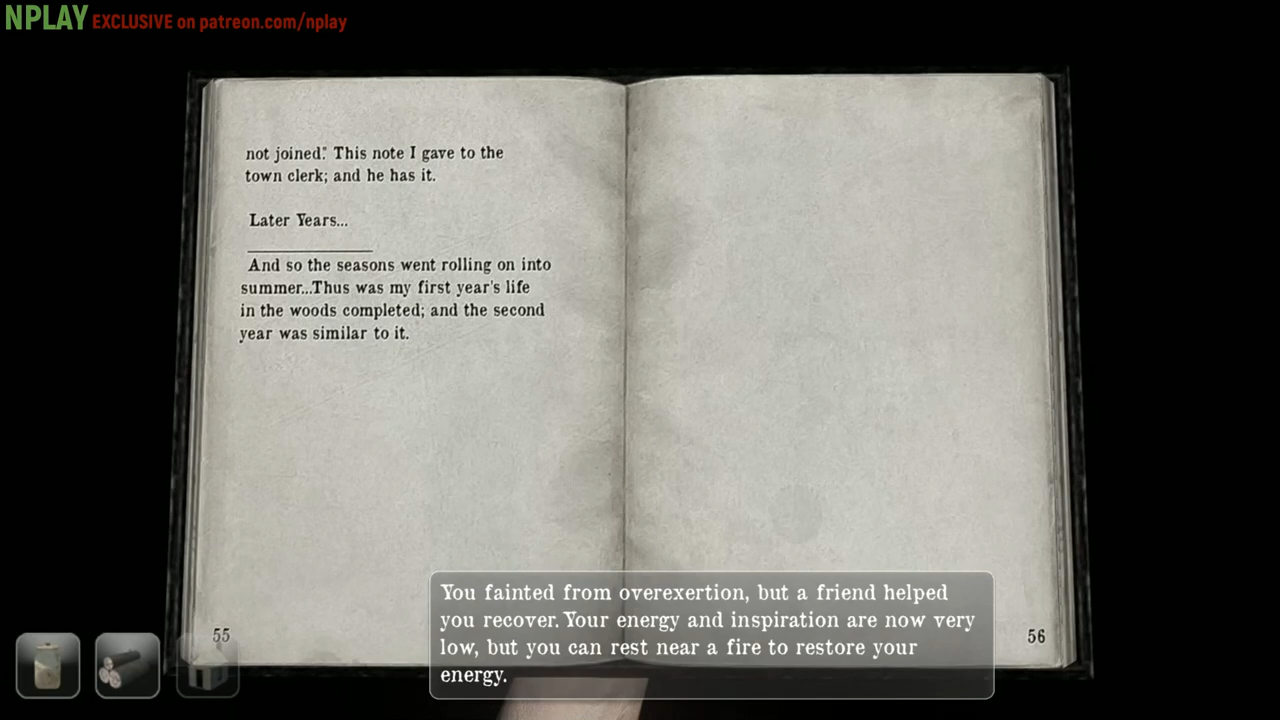 NPLAY EXCLUSIVE on patreon.com/nplay
not joined." This note I gave to the
town clerk; and he has it.
Later Years...
And so the seasons went rolling on into
summer...Thus was my first year's life
in the woods completed; and the second
year was similar to it.
55
56
You fainted from overexertion, but a friend helped
you recover. Your energy and inspiration are now very
low, but you can rest near a fire to restore your
energy.